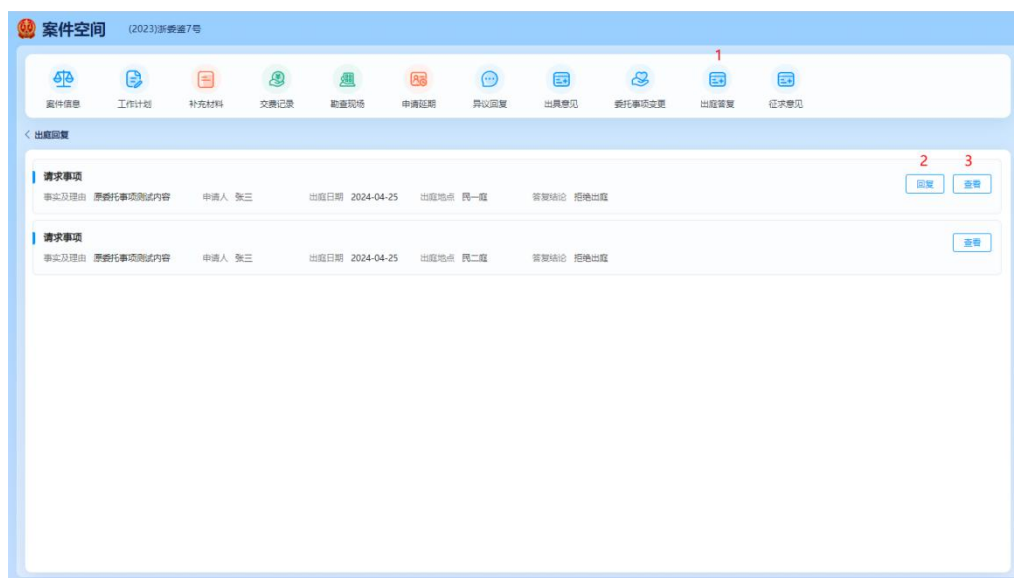 案件空间 (2023)浙委鉴7号
1
案件信息 工作计划 补充材料 交费记录 勘查现场 申请延期 异议回复 出具意见 委托事项变更 出庭答复 征求意见
< 出庭回复
2 3
请求事项 回复 查看
事实及理由 原委托事项测试内容 申请人 张三 出庭日期 2024-04-25 出庭地点 民一庭 答复结论 拒绝出庭
请求事项 查看
事实及理由 原委托事项测试内容 申请人 张三 出庭日期 2024-04-25 出庭地点 民二庭 答复结论 拒绝出庭